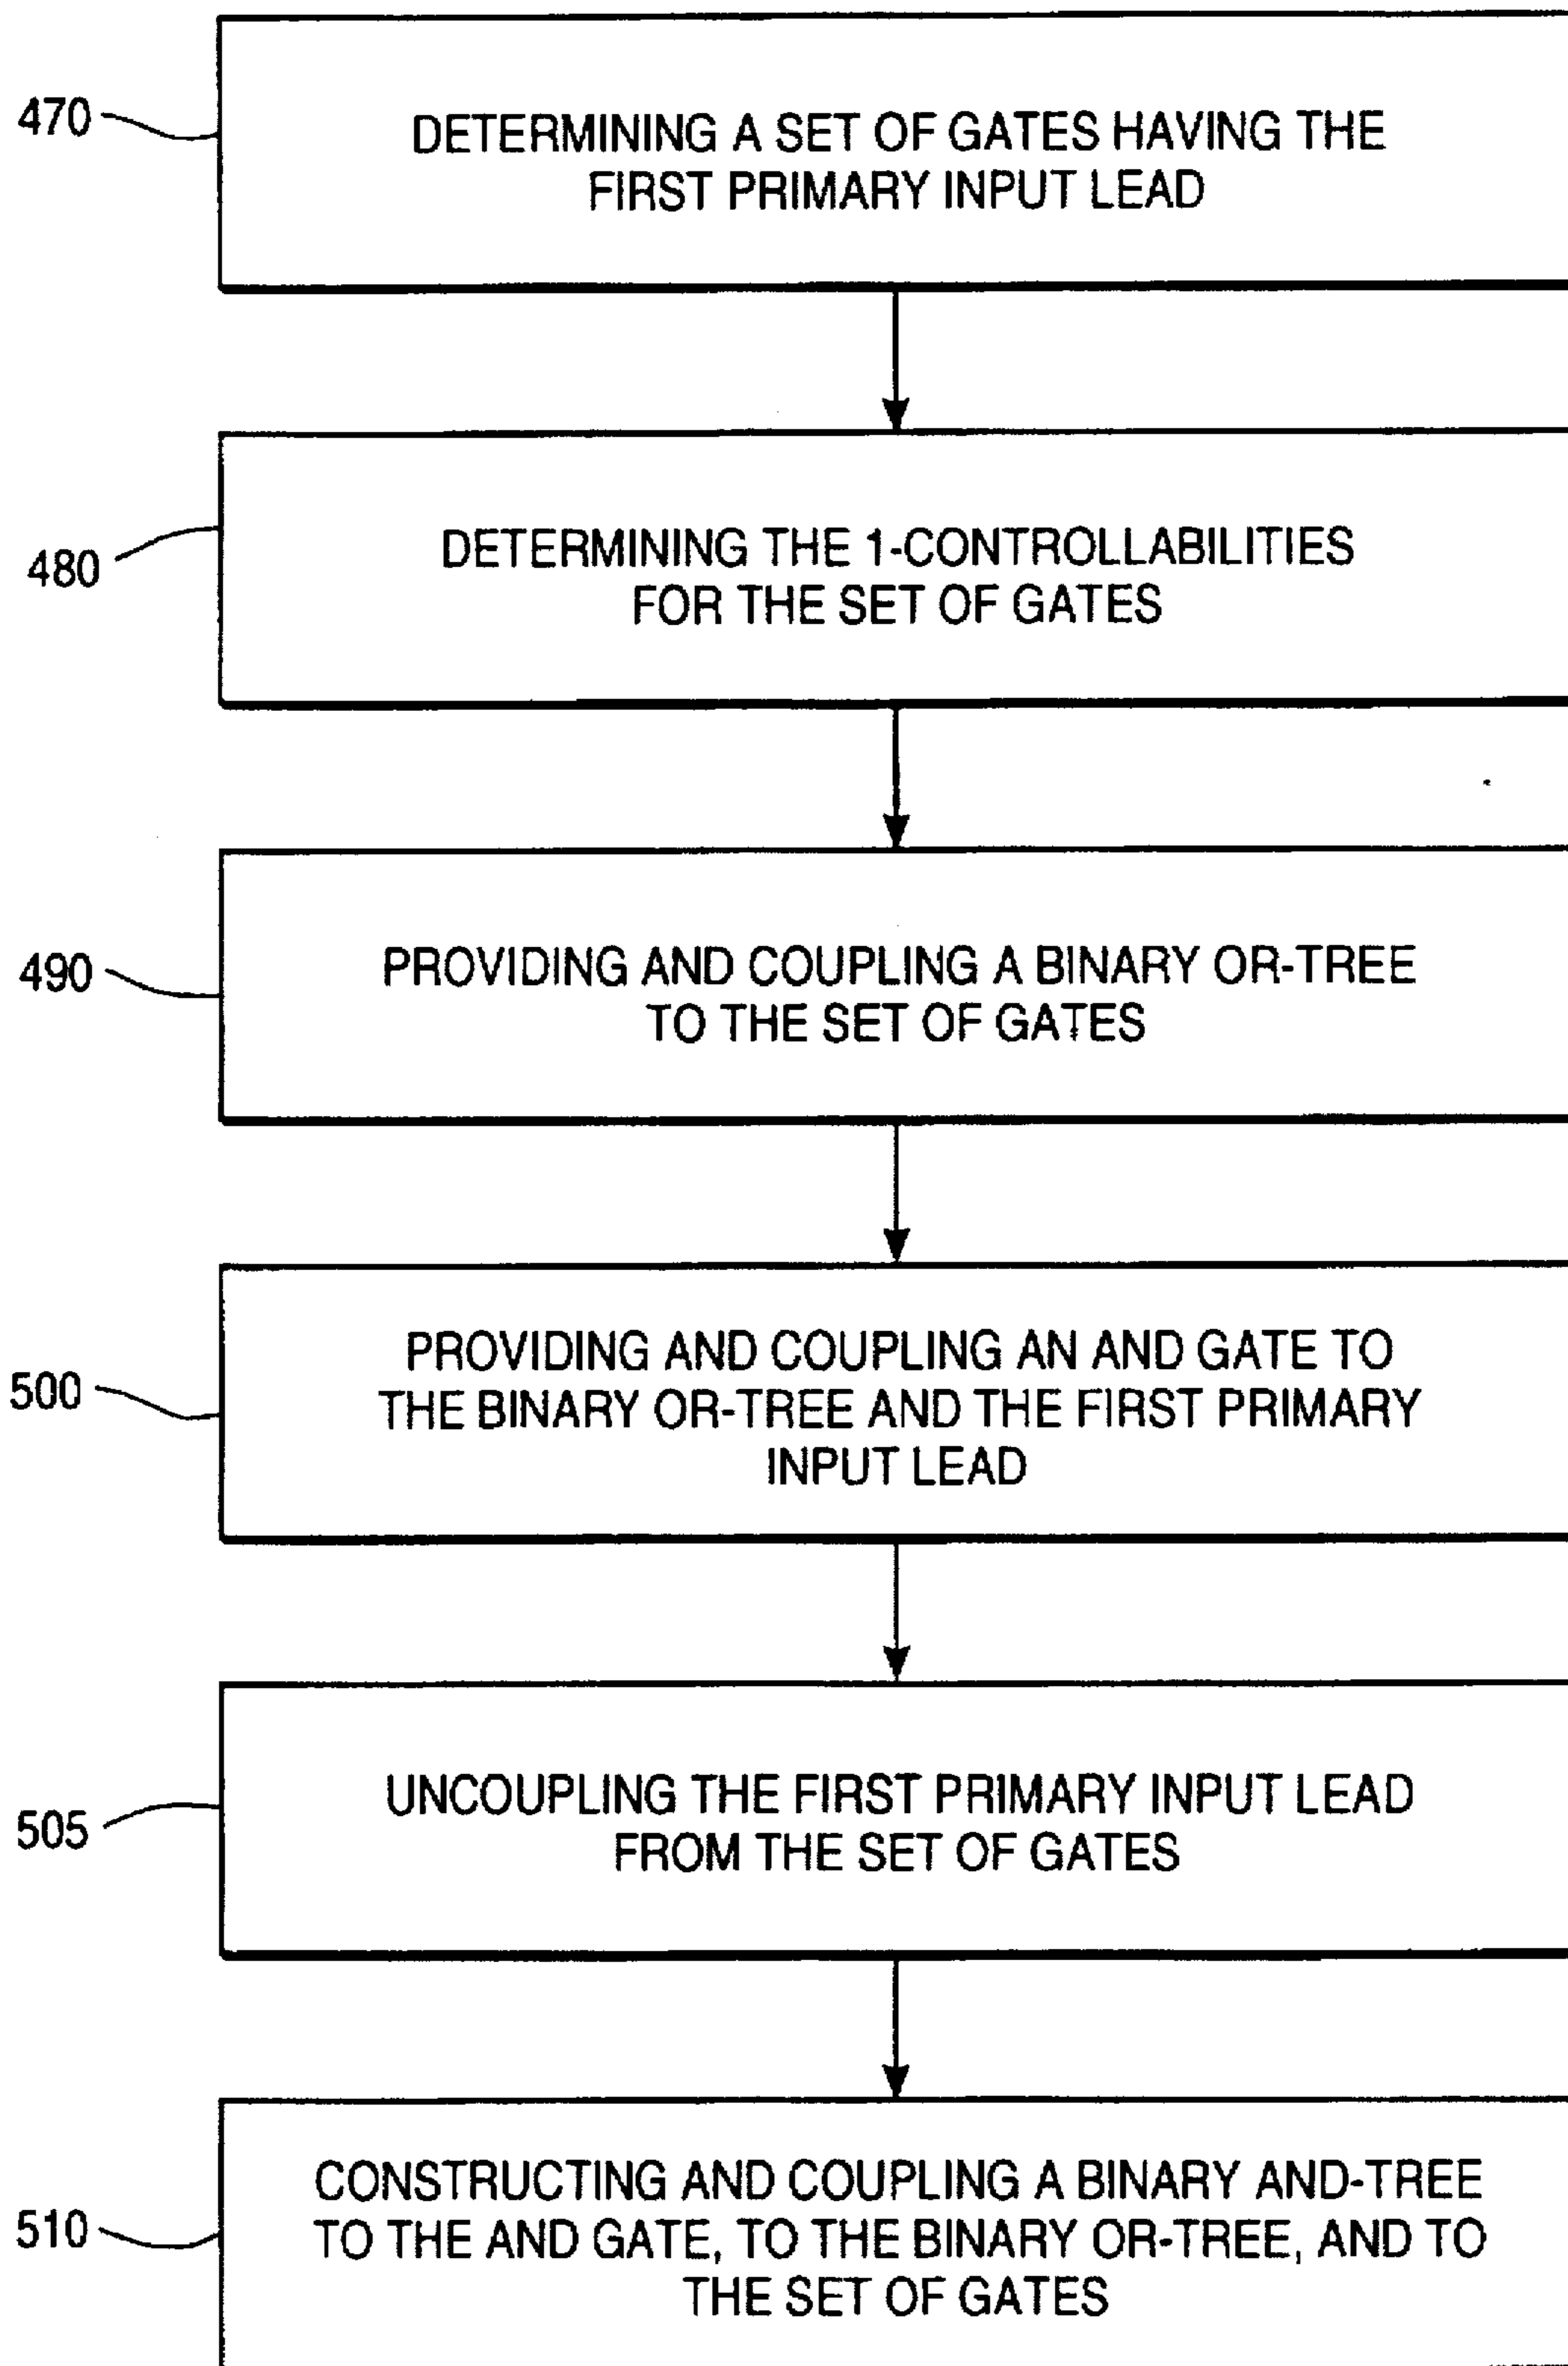 470
DETERMINING A SET OF GATES HAVING THE
FIRST PRIMARY INPUT LEAD
480
DETERMINING THE 1-CONTROLLABILITIES
FOR THE SET OF GATES
490
PROVIDING AND COUPLING A BINARY OR-TREE
TO THE SET OF GATES
500
PROVIDING AND COUPLING AN AND GATE TO
THE BINARY OR-TREE AND THE FIRST PRIMARY
INPUT LEAD
505
UNCOUPLING THE FIRST PRIMARY INPUT LEAD
FROM THE SET OF GATES
510
CONSTRUCTING AND COUPLING A BINARY AND-TREE
TO THE AND GATE, TO THE BINARY OR-TREE, AND TO
THE SET OF GATES